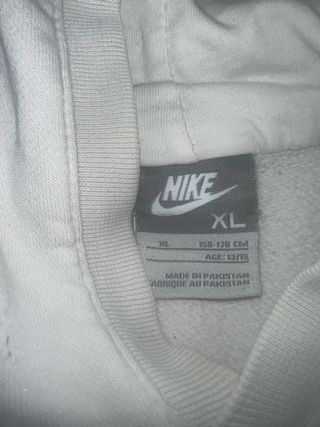 NIKE
XL
XL 158-170 CM
AGE: 13/15
MADE IN PAKISTAN
FABRIQUE AU PAKISTAN